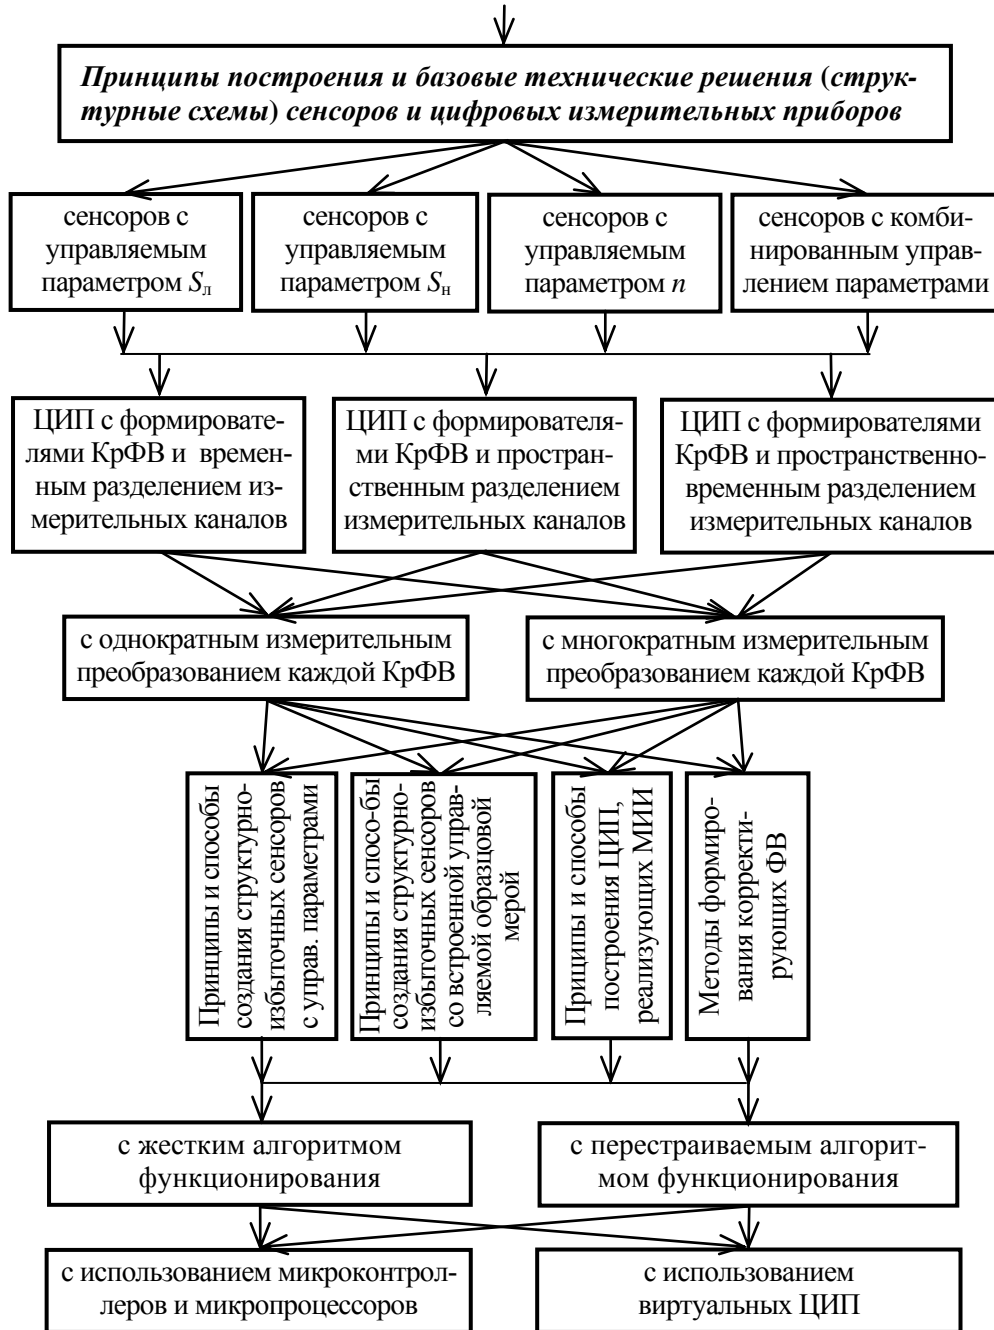 Принципы построения и базовые технические решения (струк-
турные схемы) сенсоров и цифровых измерительных приборов
сенсоров с
управляемым
параметром Sл
сенсоров с
управляемым
параметром Sн
сенсоров с
управляемым
параметром n
сенсоров с комби-
нированным управ-
лением параметрами
ЦИП с формировате-
лями КрФВ и времен-
ным разделением из-
мерительных каналов
ЦИП с формирователя-
ми КрФВ и простран-
ственным разделением
измерительных каналов
ЦИП с формирователями
КрФВ и пространственно-
временным разделением
измерительных каналов
с однократным измерительным
преобразованием каждой КрФВ
с многократным измерительным
преобразованием каждой КрФВ
Принципы и способы
создания структурно-
избыточных сенсоров
с управ. параметрами
Принципы и спосо-бы
создания структурно-
избыточных сенсоров
со встроенной управ-
ляемой образцовой
мерой
Приципы и способы
построения ЦИП,
реализующих МИИ
Методы формиро-
вания корректи-
рующих ФВ
с жестким алгоритмом
функционирования
с перестраиваемым алгорит-
мом функционирования
с использованием микроконтрол-
леров и микропроцессоров
с использованием
виртуальных ЦИП